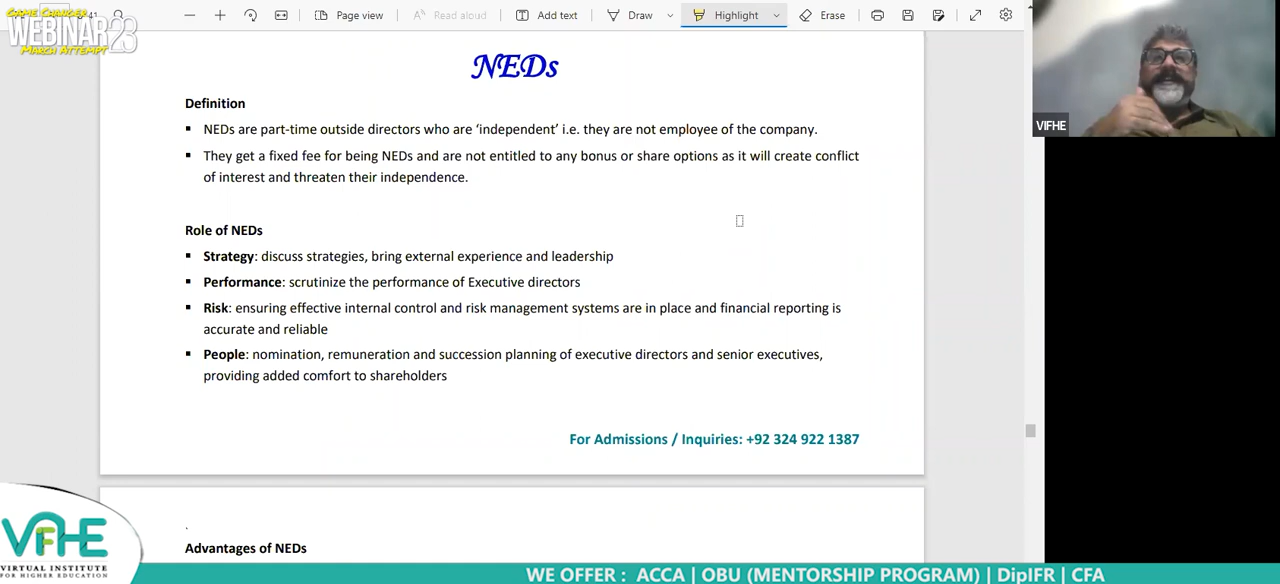 GAME CHANGER
WEBINAR 23
MARCH ATTEMPT
41
Page view
Read aloud
Add text
Draw
Highlight
Erase
NEDs
Definition
▪ NEDs are part-time outside directors who are ‘independent’ i.e. they are not employee of the company.
▪ They get a fixed fee for being NEDs and are not entitled to any bonus or share options as it will create conflict
of interest and threaten their independence.
Role of NEDs
▪ Strategy: discuss strategies, bring external experience and leadership
▪ Performance: scrutinize the performance of Executive directors
▪ Risk: ensuring effective internal control and risk management systems are in place and financial reporting is
accurate and reliable
▪ People: nomination, remuneration and succession planning of executive directors and senior executives,
providing added comfort to shareholders
For Admissions / Inquiries: +92 324 922 1387
.
Advantages of NEDs
VIFHE
VIFHE
VIRTUAL INSTITUTE
FOR HIGHER EDUCATION
WE OFFER : ACCA | OBU (MENTORSHIP PROGRAM) | DipIFR | CFA